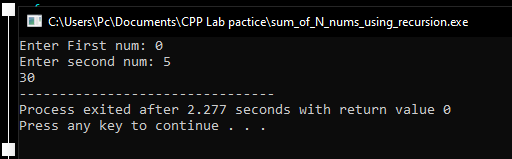 C:\Users\Pc\Documents\CPP Lab pactice\sum_of_N_nums_using_recursion.exe
Enter First num: 0
Enter second num: 5
30
--------------------------------
Process exited after 2.277 seconds with return value 0
Press any key to continue . . .